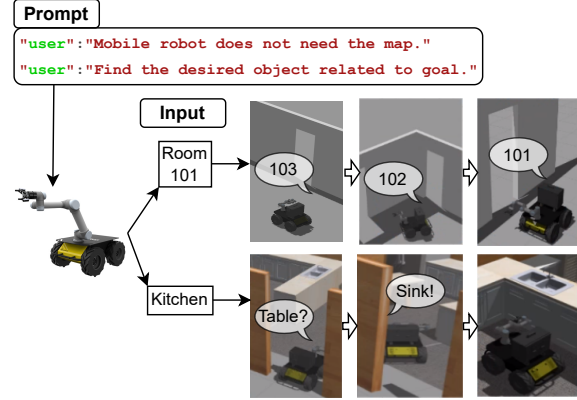 Prompt
"user":"Mobile robot does not need the map."
"user":"Find the desired object related to goal."
Input
Room
101
103
102
101
Kitchen
Table?
Sink!